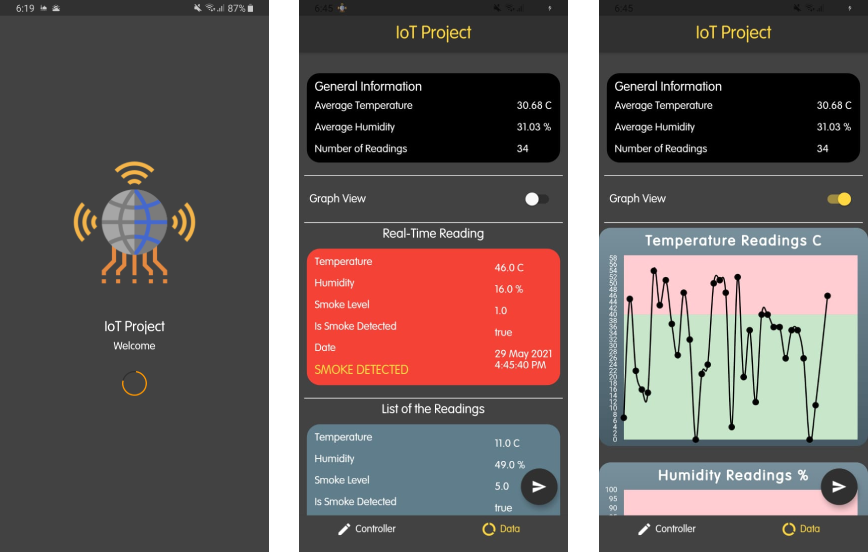 6:19
87%
IoT Project
Welcome
6:45
IoT Project
General Information
Average Temperature 30.68 C
Average Humidity 31.03 %
Number of Readings 34
Graph View
Real-Time Reading
Temperature 46.0 C
Humidity 16.0 %
Smoke Level 1.0
Is Smoke Detected true
Date 29 May 2021
4:45:40 PM
SMOKE DETECTED
List of the Readings
Temperature 11.0 C
Humidity 49.0 %
Smoke Level 5.0
Is Smoke Detected true
Controller Data
6:45
IoT Project
General Information
Average Temperature 30.68 C
Average Humidity 31.03 %
Number of Readings 34
Graph View
Temperature Readings C
58
56
54
52
50
48
46
44
42
40
38
36
34
32
30
28
26
24
22
20
18
16
14
12
10
8
6
4
2
0
Humidity Readings %
100
95
90
Controller Data